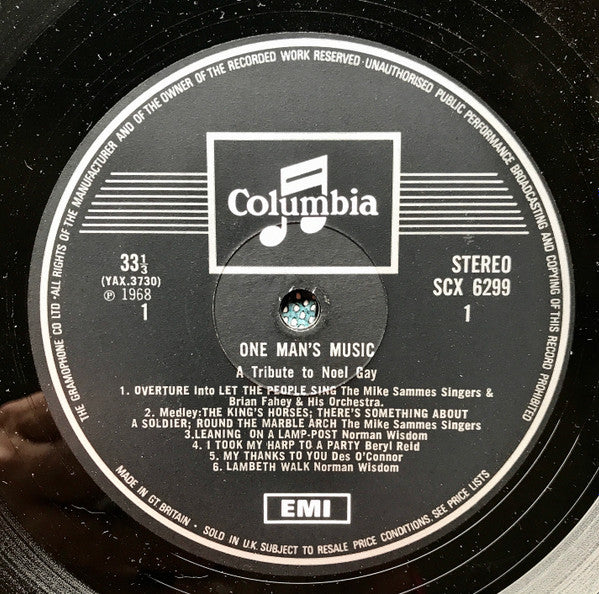 THE GRAMOPHONE CO LTD • ALL RIGHTS OF THE MANUFACTURER AND OF THE OWNER OF THE RECORDED WORK RESERVED • UNAUTHORISED PUBLIC PERFORMANCE BROADCASTING AND COPYING OF THIS RECORD PROHIBITED
Columbia
33⅓
(YAX.3730)
℗ 1968
1
STEREO
SCX 6299
1
ONE MAN'S MUSIC
A Tribute to Noel Gay
1. OVERTURE Into LET THE PEOPLE SING The Mike Sammes Singers &
Brian Fahey & His Orchestra.
2. Medley:THE KING'S HORSES; THERE'S SOMETHING ABOUT
A SOLDIER; ROUND THE MARBLE ARCH The Mike Sammes Singers
3.LEANING ON A LAMP-POST Norman Wisdom
4. I TOOK MY HARP TO A PARTY Beryl Reid
5. MY THANKS TO YOU Des O'Connor
6. LAMBETH WALK Norman Wisdom
EMI
MADE IN GT. BRITAIN • SOLD IN U.K. SUBJECT TO RESALE PRICE CONDITIONS, SEE PRICE LISTS